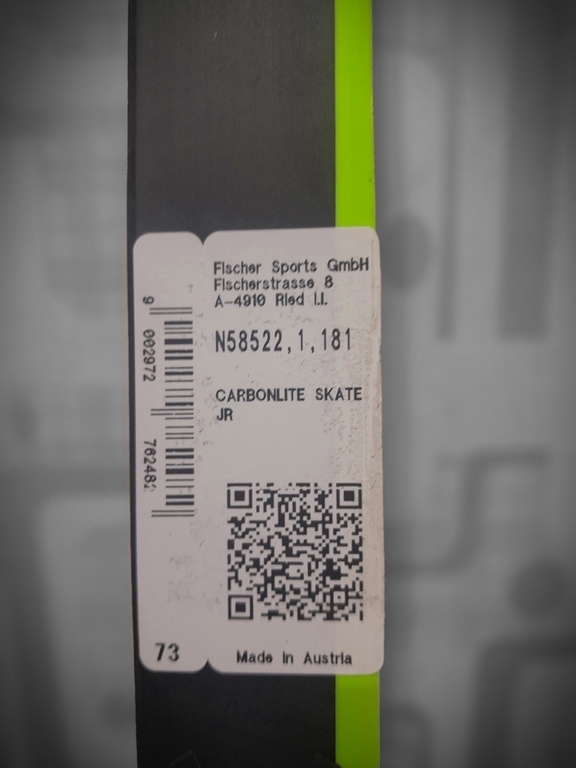 Fischer Sports GmbH
Fischerstrasse 8
A-4910 Ried I.I.
N58522,1,181
CARBONLITE SKATE
JR
Made in Austria
9 002972
73